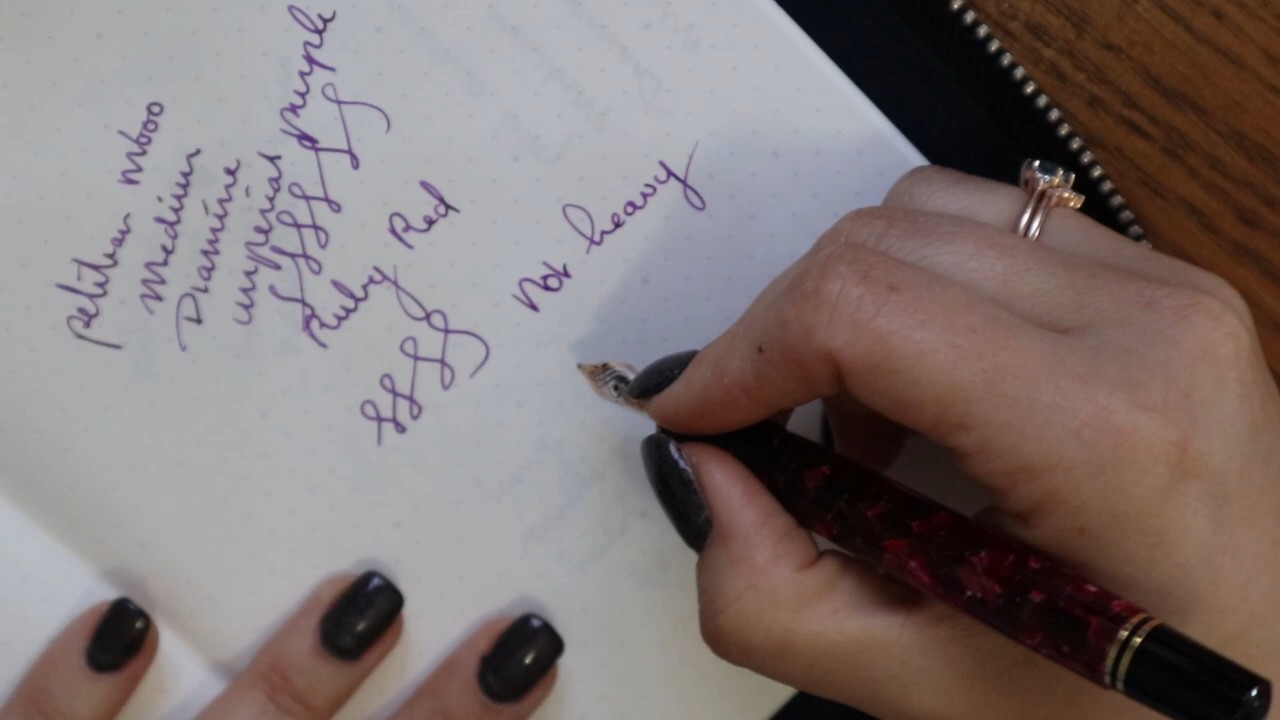 pelikan m600
Medium
Diamine
imperial purple
Ruby Red
Not heavy